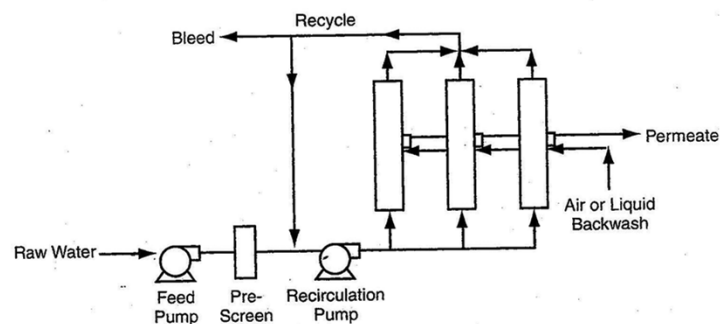 Recycle
Bleed
Permeate
Air or Liquid
Backwash
Raw Water
Feed
Pump
Pre-
Screen
Recirculation
Pump